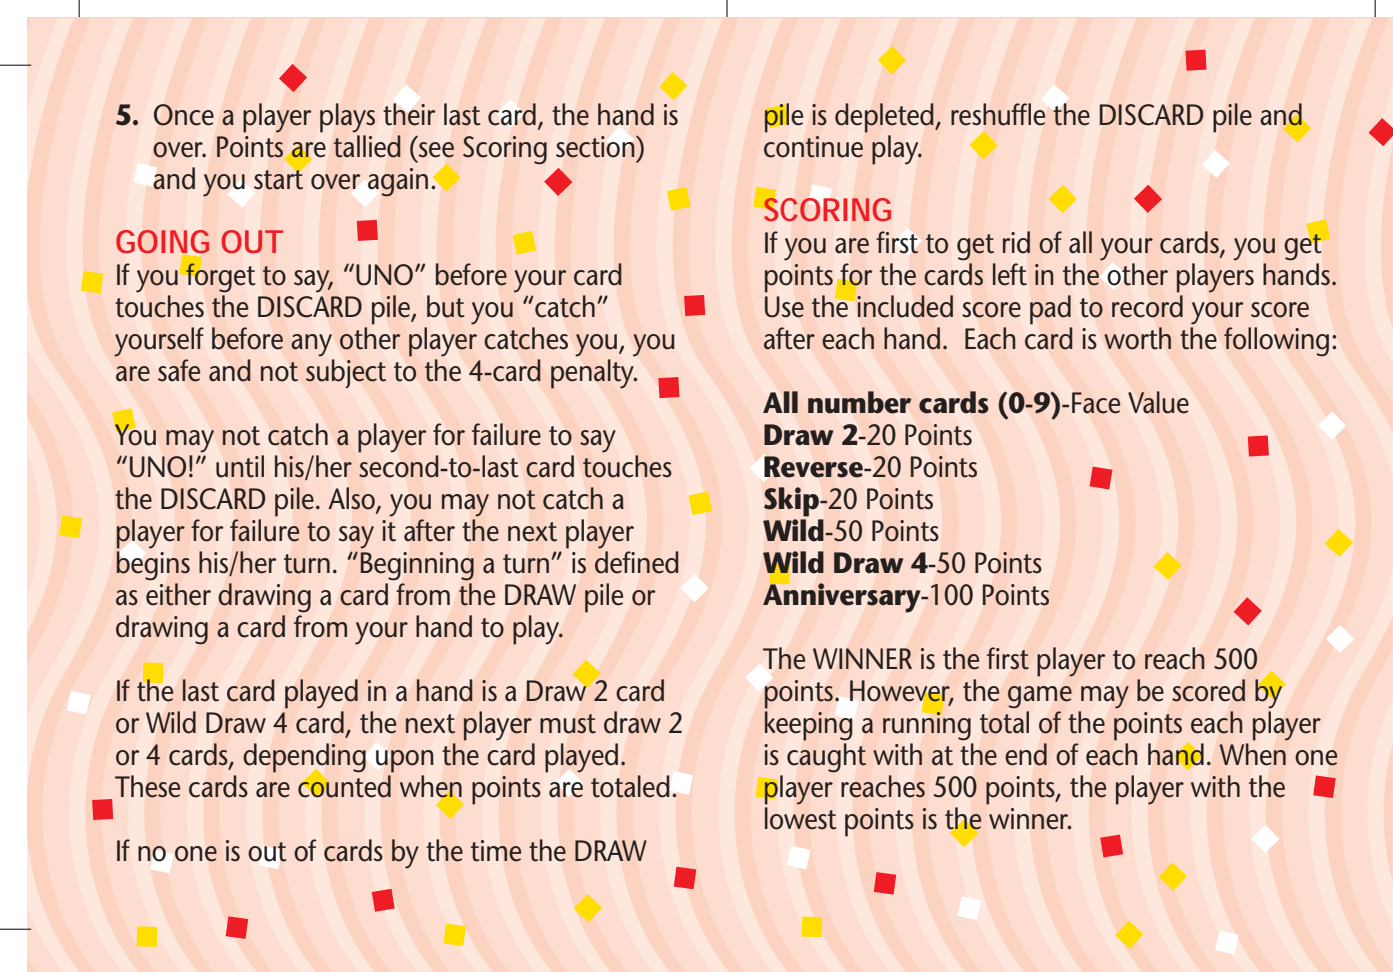 5. Once a player plays their last card, the hand is
over. Points are tallied (see Scoring section)
and you start over again.
GOING OUT
If you forget to say, “UNO” before your card
touches the DISCARD pile, but you “catch”
yourself before any other player catches you, you
are safe and not subject to the 4-card penalty.
You may not catch a player for failure to say
“UNO!” until his/her second-to-last card touches
the DISCARD pile. Also, you may not catch a
player for failure to say it after the next player
begins his/her turn. “Beginning a turn” is defined
as either drawing a card from the DRAW pile or
drawing a card from your hand to play.
If the last card played in a hand is a Draw 2 card
or Wild Draw 4 card, the next player must draw 2
or 4 cards, depending upon the card played.
These cards are counted when points are totaled.
If no one is out of cards by the time the DRAW
pile is depleted, reshuffle the DISCARD pile and
continue play.
SCORING
If you are first to get rid of all your cards, you get
points for the cards left in the other players hands.
Use the included score pad to record your score
after each hand.  Each card is worth the following:
All number cards (0-9)-Face Value
Draw 2-20 Points
Reverse-20 Points
Skip-20 Points
Wild-50 Points
Wild Draw 4-50 Points
Anniversary-100 Points
The WINNER is the first player to reach 500
points. However, the game may be scored by
keeping a running total of the points each player
is caught with at the end of each hand. When one
player reaches 500 points, the player with the
lowest points is the winner.